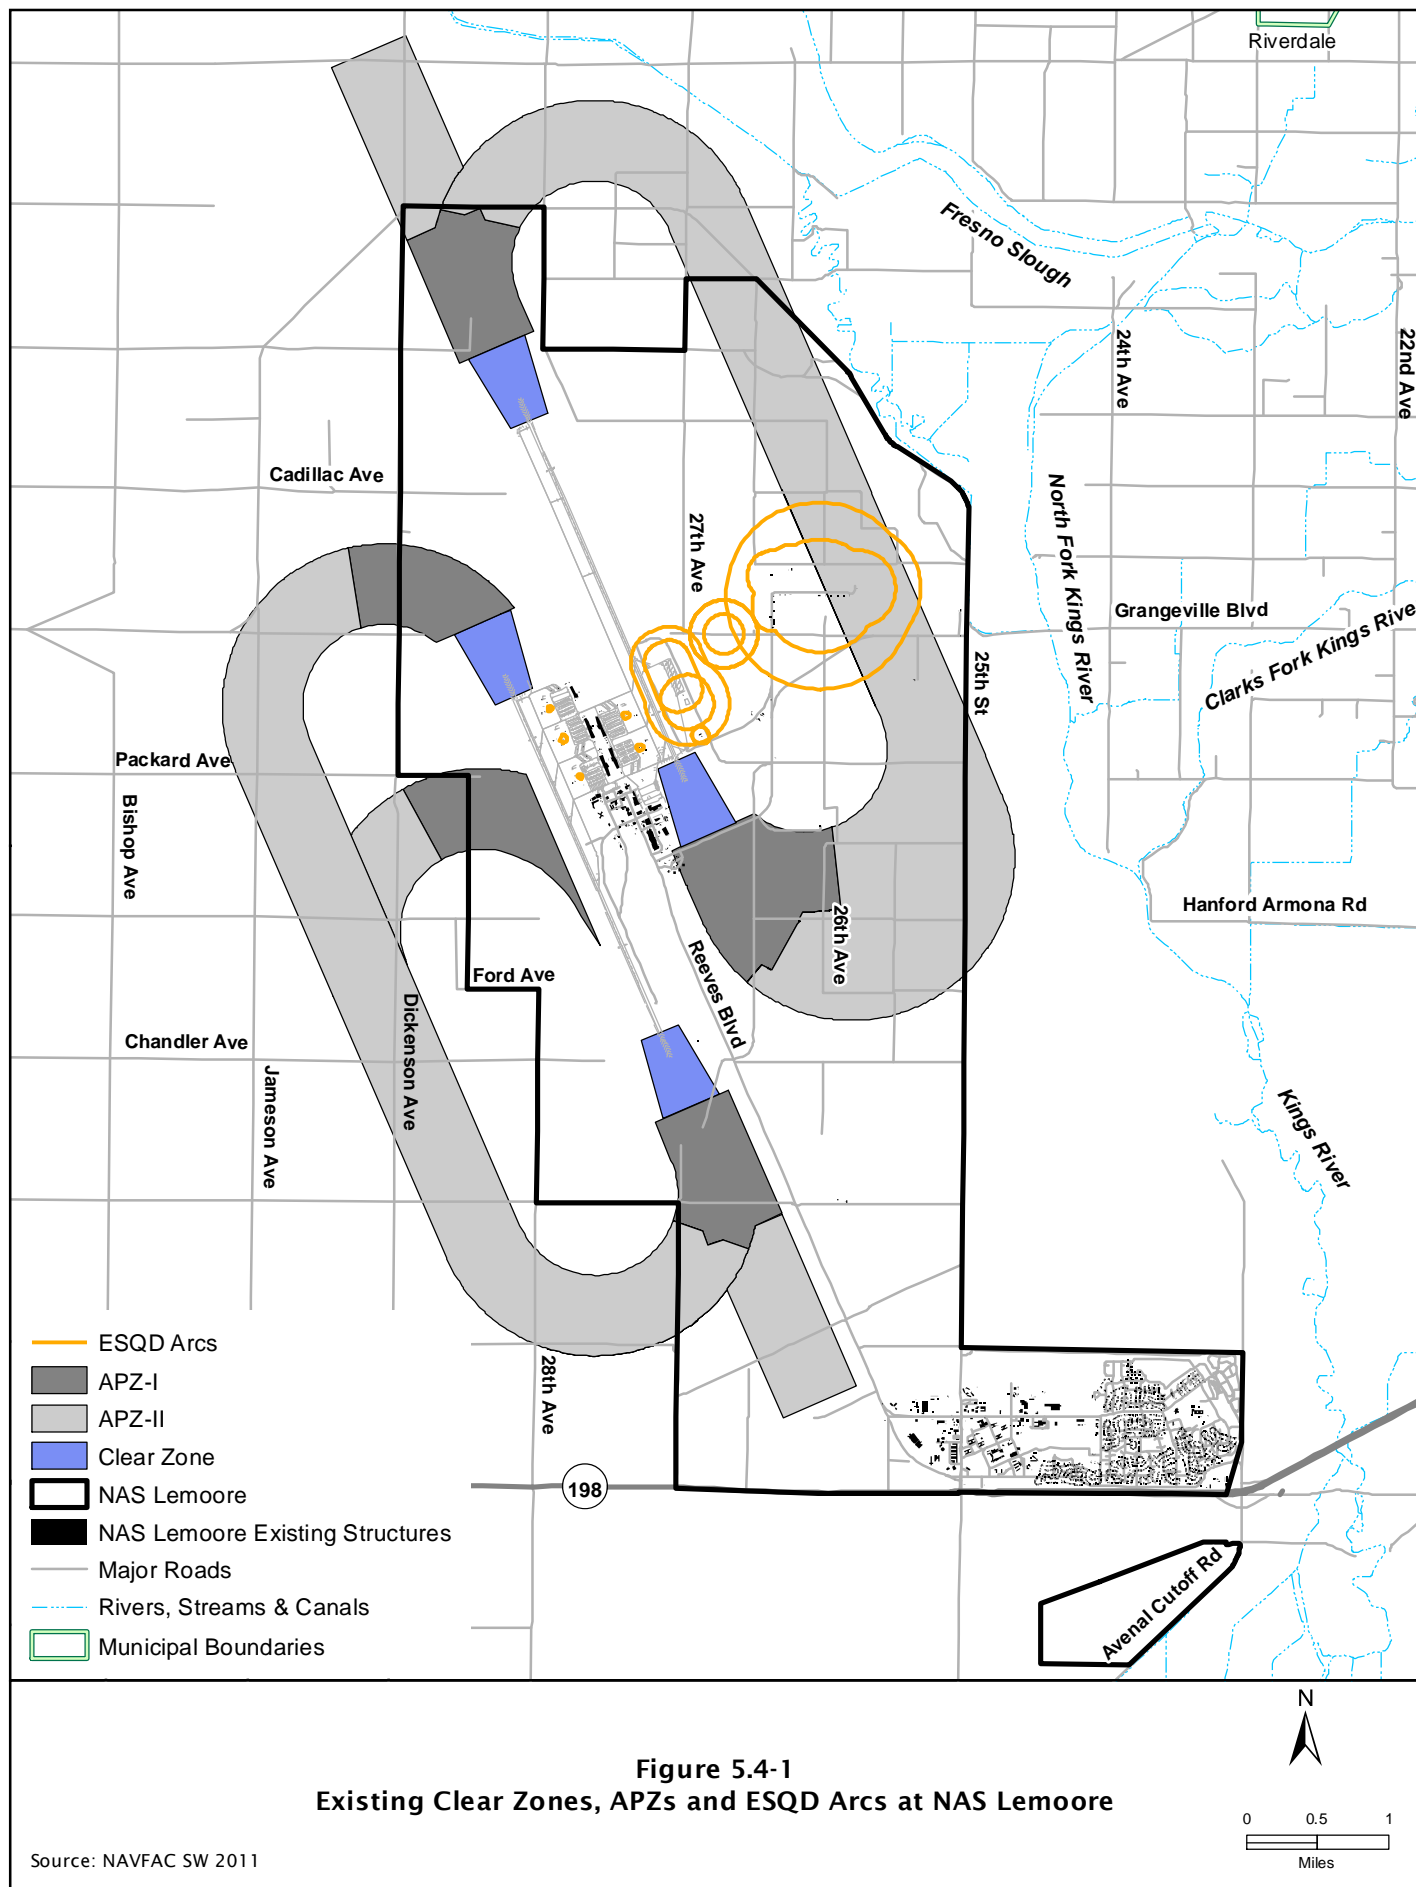 Riverdale
Fresno Slough
24th Ave
22nd Ave
Cadillac Ave
27th Ave
North Fork Kings River
Grangeville Blvd
Clarks Fork Kings Rive
25th St
Packard Ave
Bishop Ave
Hanford Armona Rd
26th Ave
Reeves Blvd
Ford Ave
Dickenson Ave
Chandler Ave
Jameson Ave
Kings River
28th Ave
198
Avenal Cutoff Rd
ESQD Arcs
APZ-I
APZ-II
Clear Zone
NAS Lemoore
NAS Lemoore Existing Structures
Major Roads
Rivers, Streams & Canals
Municipal Boundaries
N
Figure 5.4-1
Existing Clear Zones, APZs and ESQD Arcs at NAS Lemoore
0 0.5 1
Miles
Source: NAVFAC SW 2011